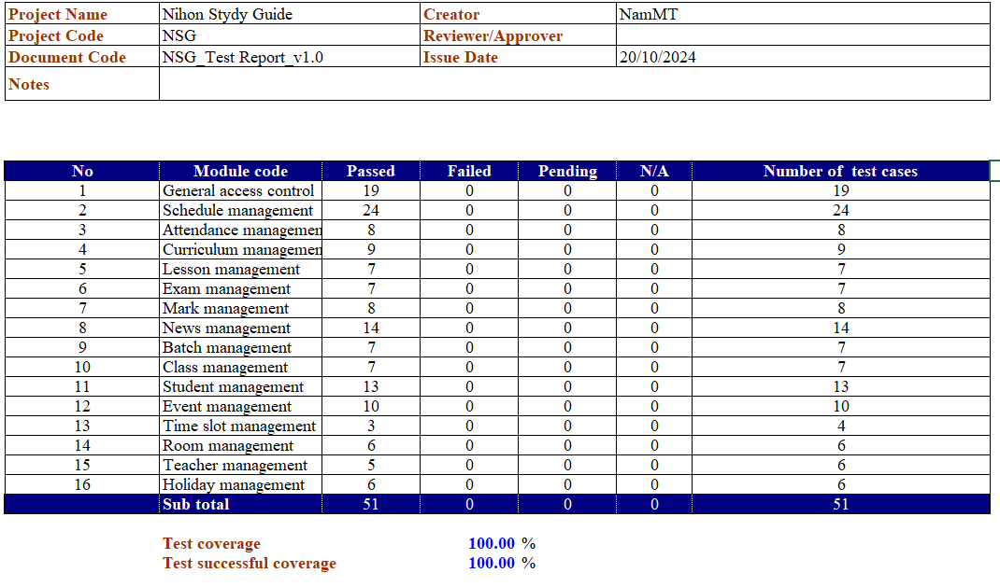 Project Name Nihon Stydy Guide Creator NamMT
Project Code NSG Reviewer/Approver
Document Code NSG_Test Report_v1.0 Issue Date 20/10/2024
Notes
No Module code Passed Failed Pending N/A Number of test cases
1 General access control 19 0 0 0 19
2 Schedule management 24 0 0 0 24
3 Attendance managemen 8 0 0 0 8
4 Curriculum managemen 9 0 0 0 9
5 Lesson management 7 0 0 0 7
6 Exam management 7 0 0 0 7
7 Mark management 8 0 0 0 8
8 News management 14 0 0 0 14
9 Batch management 7 0 0 0 7
10 Class management 7 0 0 0 7
11 Student management 13 0 0 0 13
12 Event management 10 0 0 0 10
13 Time slot management 3 0 0 0 4
14 Room management 6 0 0 0 6
15 Teacher management 5 0 0 0 6
16 Holiday management 6 0 0 0 6
Sub total 51 0 0 0 51
Test coverage 100.00 %
Test successful coverage 100.00 %